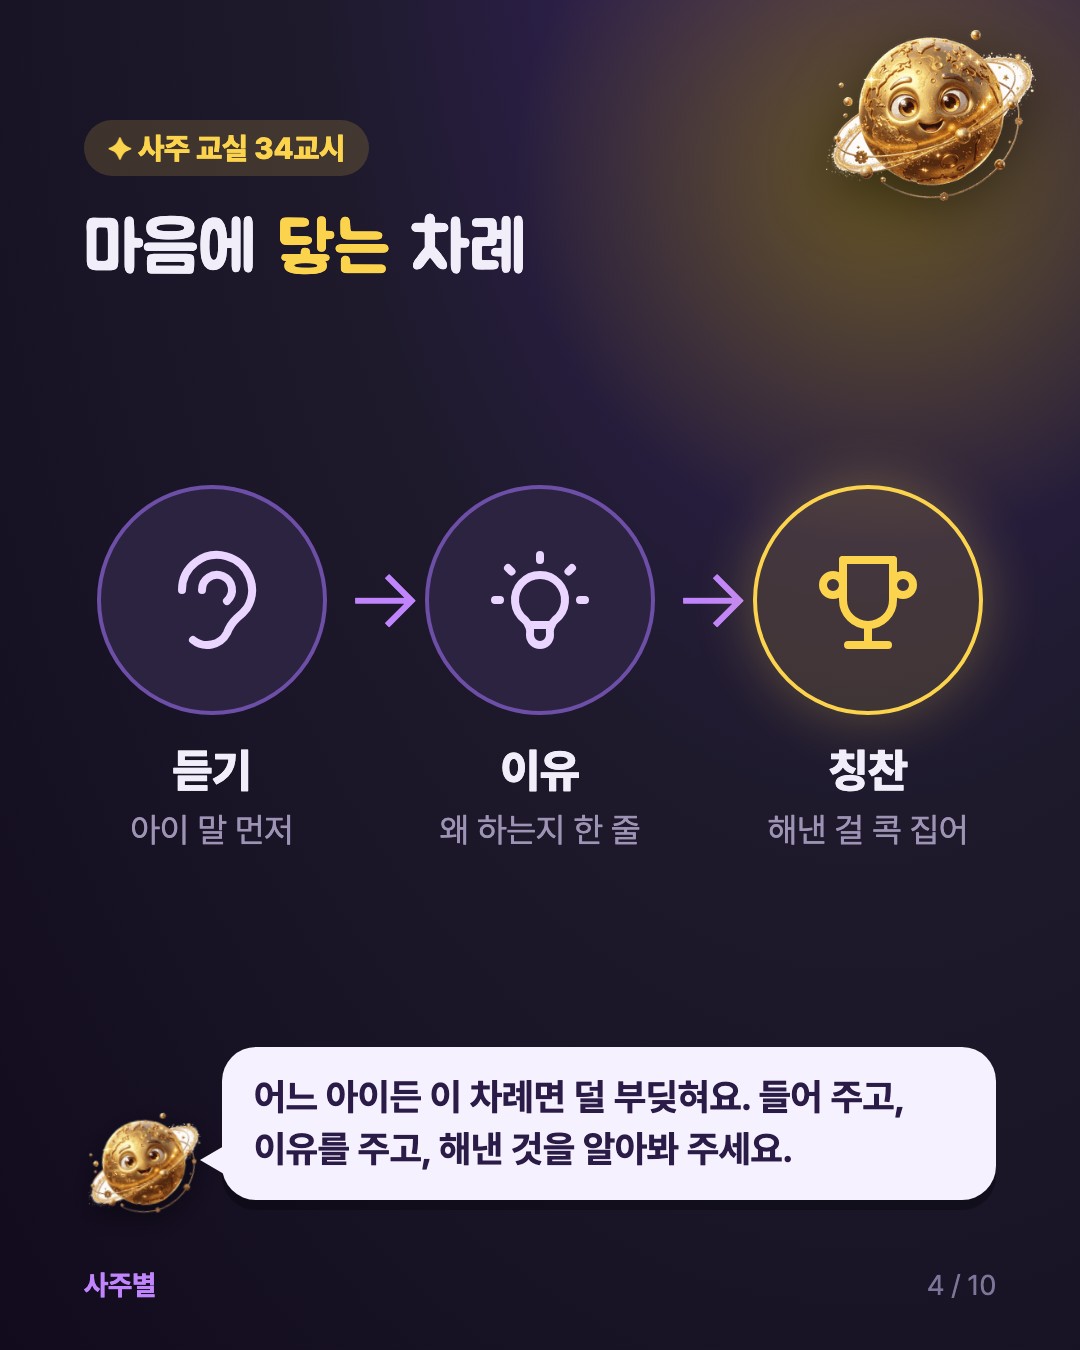 ✦ 사주 교실 34교시
마음에 닿는 차례
듣기
아이 말 먼저
이유
왜 하는지 한 줄
칭찬
해낸 걸 콕 집어
어느 아이든 이 차례면 덜 부딪혀요. 들어 주고,
이유를 주고, 해낸 것을 알아봐 주세요.
사주별
4 / 10